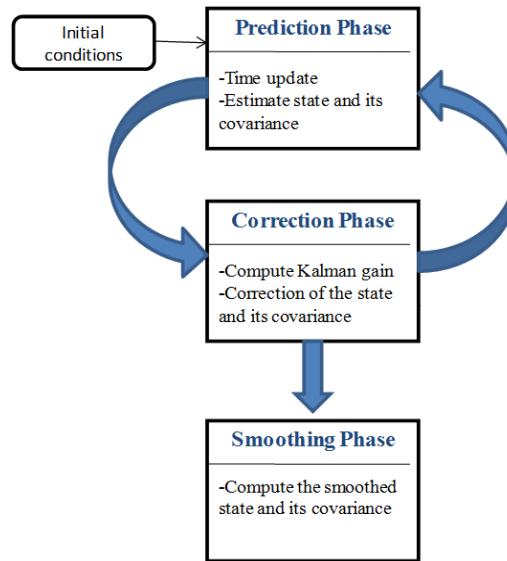 Initial
conditions
Prediction Phase
-Time update
-Estimate state and its
covariance
Correction Phase
-Compute Kalman gain
-Correction of the state
and its covariance
Smoothing Phase
-Compute the smoothed
state and its covariance